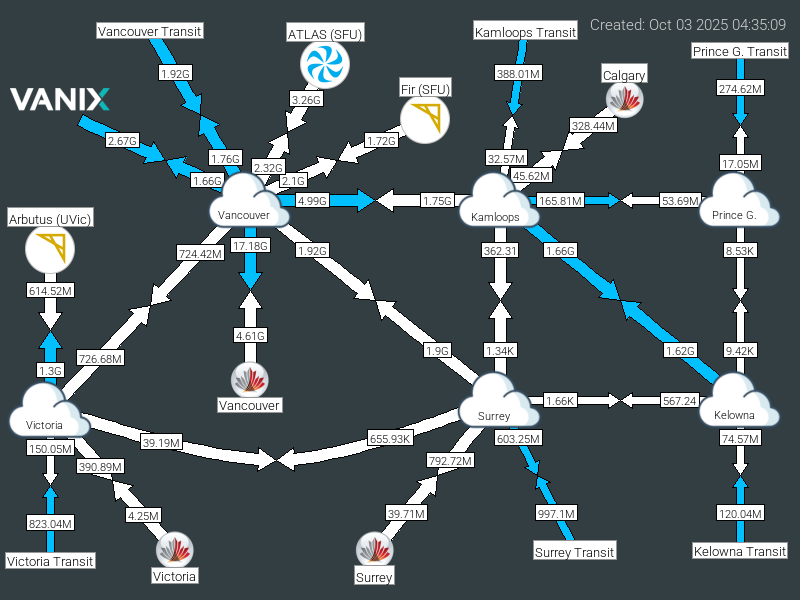 Created: Oct 03 2025 04:35:09
Vancouver Transit
ATLAS (SFU)
Kamloops Transit
Prince G. Transit
1.92G
388.01M
Calgary
274.62M
Fir (SFU)
VANIX
3.26G
328.44M
2.67G
1.72G
1.76G
2.32G
32.57M
17.05M
1.66G
2.1G
45.62M
4.99G
1.75G
165.81M
53.69M
Vancouver
Kamloops
Prince G.
Arbutus (UVic)
724.42M
17.18G
1.92G
362.31
1.66G
8.53K
614.52M
4.61G
1.3G
726.68M
1.9G
1.34K
1.62G
9.42K
Vancouver
1.66K
567.24
Victoria
Surrey
Kelowna
39.19M
655.93K
603.25M
74.57M
150.05M
390.89M
792.72M
823.04M
4.25M
39.71M
997.1M
120.04M
Victoria Transit
Victoria
Surrey
Surrey Transit
Kelowna Transit